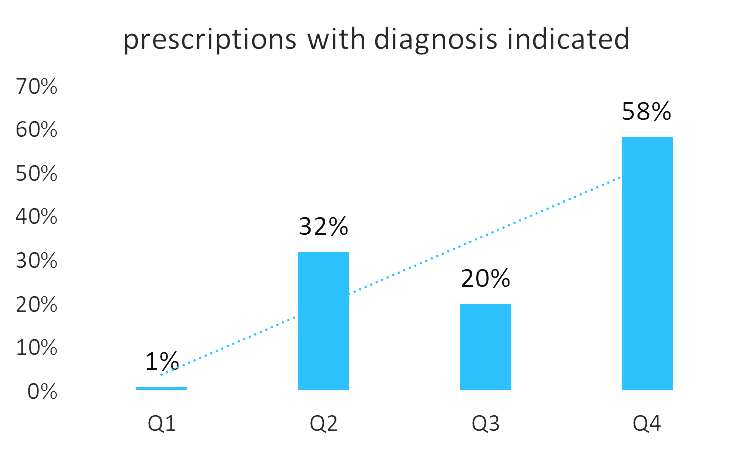 prescriptions with diagnosis indicated
70%
60%
50%
40%
30%
20%
10%
0%
1%
32%
20%
58%
Q1
Q2
Q3
Q4